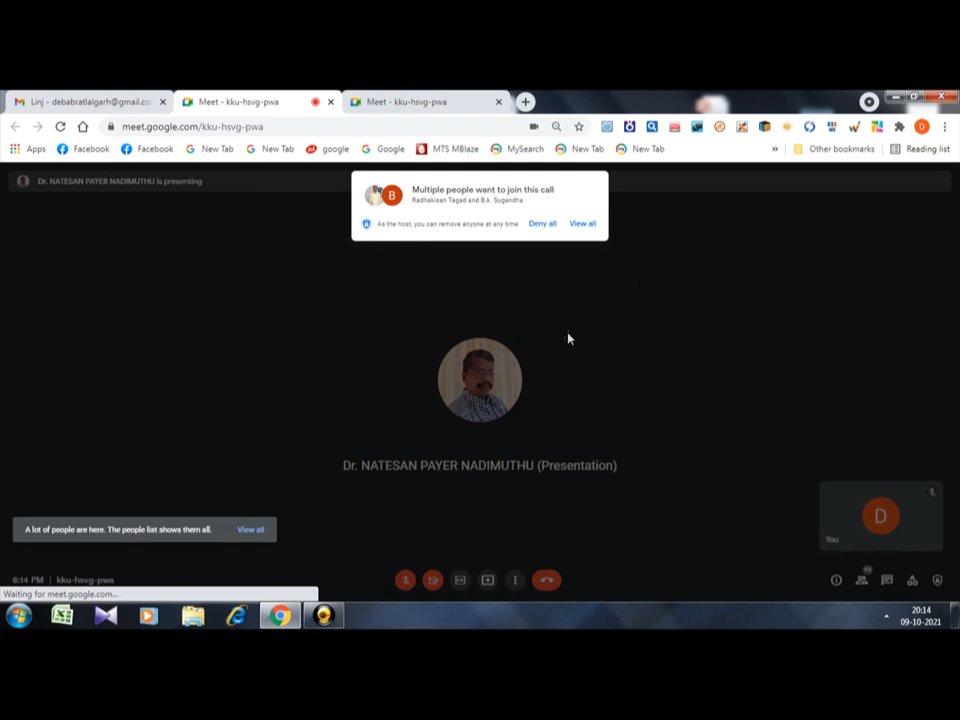 Linj - debabratlalgarh@gmail.co
Meet - kku-hsvg-pwa
Meet - kku-hsvg-pwa
meet.google.com/kku-hsvg-pwa
D
Apps
Facebook
Facebook
New Tab
New Tab
google
Google
MTS MBlaze
MySearch
New Tab
New Tab
»
Other bookmarks
Reading list
Dr. NATESAN PAYER NADIMUTHU is presenting
B
Multiple people want to join this call
Radhakisan Tagad and B.k. Sugandha
As the host, you can remove anyone at any time
Deny all
View all
Dr. NATESAN PAYER NADIMUTHU (Presentation)
A lot of people are here. The people list shows them all.
View all
D
You
8:14 PM | kku-hsvg-pwa
Waiting for meet.google.com...
20:14
09-10-2021